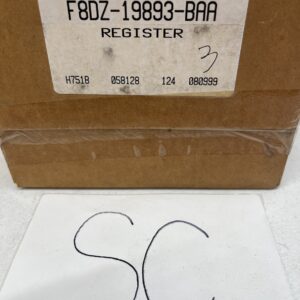 F8DZ-19893-BAA
REGISTER
3
H751B 058128 124 080999
SC